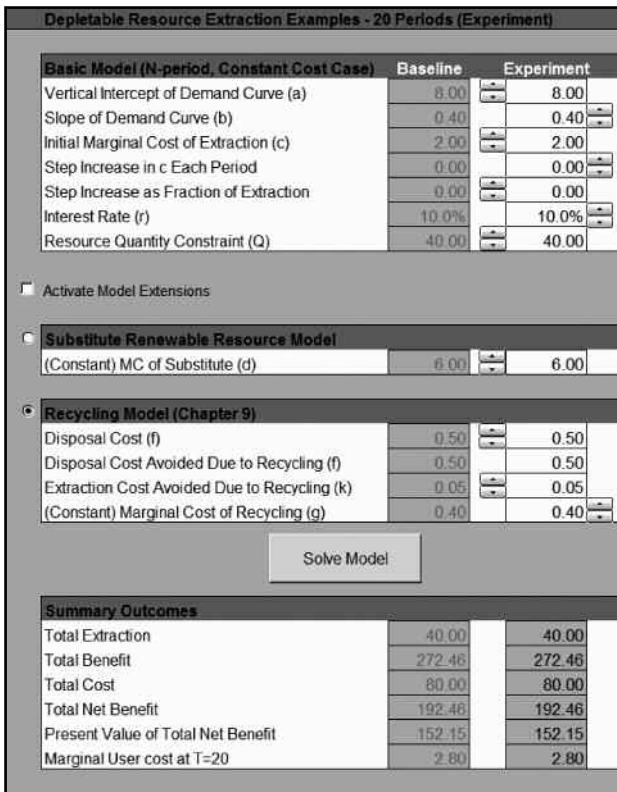 Depletable Resource Extraction Examples - 20 Periods (Experiment)
Basic Model (N-period, Constant Cost Case) Baseline Experiment
Vertical Intercept of Demand Curve (a) 8.00 8.00
Slope of Demand Curve (b) 0.40 0.40
Initial Marginal Cost of Extraction (c) 2.00 2.00
Step Increase in c Each Period 0.00 0.00
Step Increase as Fraction of Extraction 0.00 0.00
Interest Rate (r) 10.0% 10.0%
Resource Quantity Constraint (Q) 40.00 40.00
Activate Model Extensions
Substitute Renewable Resource Model
(Constant) MC of Substitute (d) 6.00 6.00
Recycling Model (Chapter 9)
Disposal Cost (f) 0.50 0.50
Disposal Cost Avoided Due to Recycling (f) 0.50 0.50
Extraction Cost Avoided Due to Recycling (k) 0.05 0.05
(Constant) Marginal Cost of Recycling (g) 0.40 0.40
Solve Model
Summary Outcomes
Total Extraction 40.00 40.00
Total Benefit 272.46 272.46
Total Cost 80.00 80.00
Total Net Benefit 192.46 192.46
Present Value of Total Net Benefit 152.15 152.15
Marginal User cost at T=20 2.80 2.80